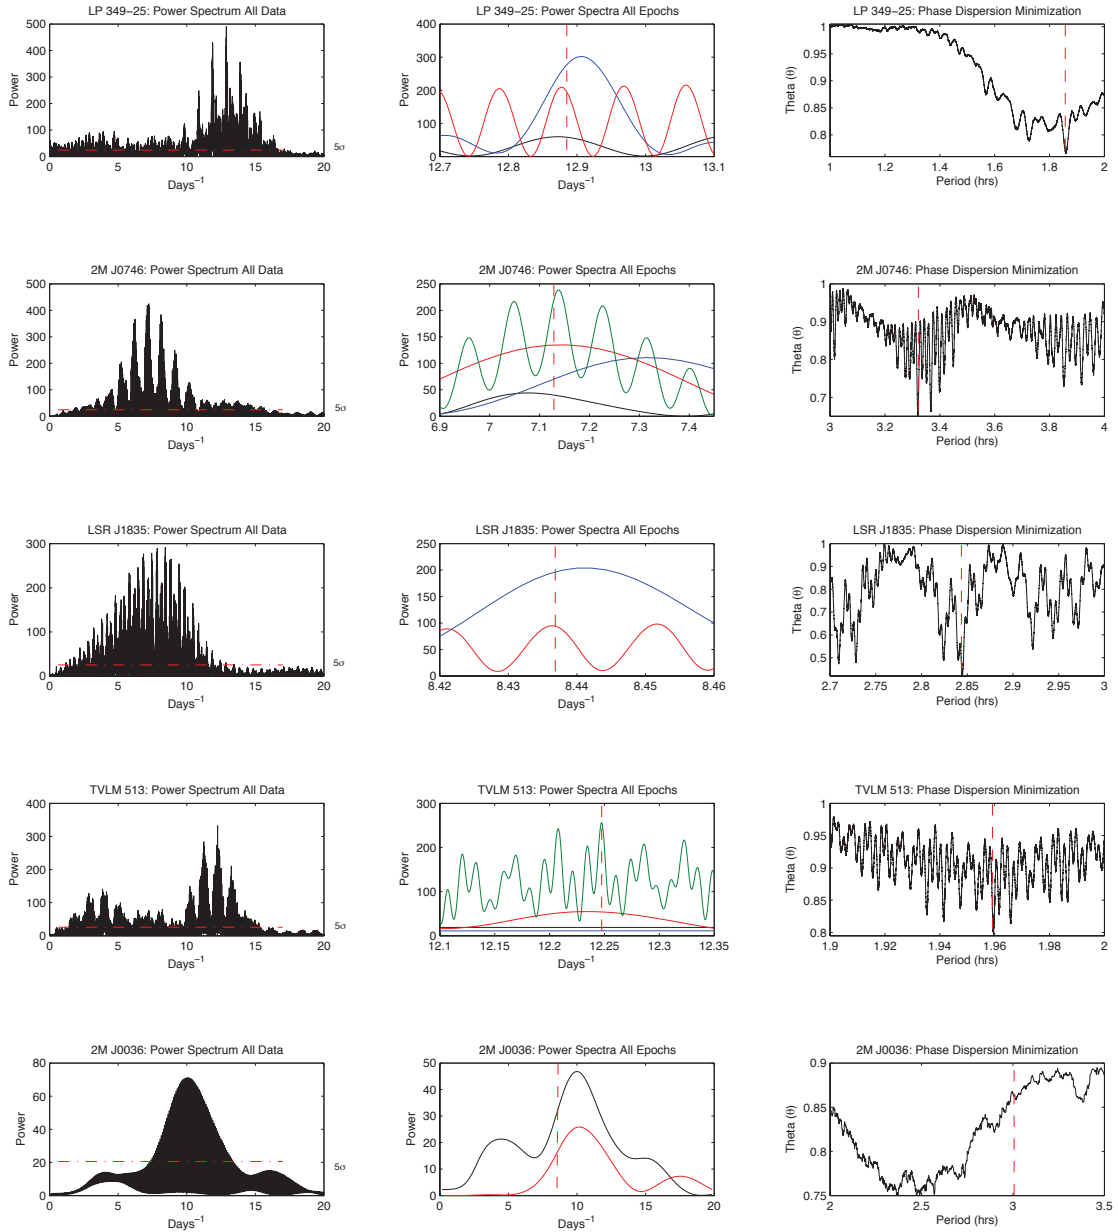 LP 349−25: Power Spectrum All Data
Power
500
400
300
200
100
0
5σ
0 5 10 15 20
Days−1
LP 349−25: Power Spectra All Epochs
Power
400
300
200
100
0
12.7 12.8 12.9 13 13.1
Days−1
LP 349−25: Phase Dispersion Minimization
Theta (θ)
1
0.95
0.9
0.85
0.8
1 1.2 1.4 1.6 1.8 2
Period (hrs)
2M J0746: Power Spectrum All Data
Power
500
400
300
200
100
0
5σ
0 5 10 15 20
Days−1
2M J0746: Power Spectra All Epochs
Power
250
200
150
100
50
0
6.9 7 7.1 7.2 7.3 7.4
Days−1
2M J0746: Phase Dispersion Minimization
Theta (θ)
1
0.9
0.8
0.7
3 3.2 3.4 3.6 3.8 4
Period (hrs)
LSR J1835: Power Spectrum All Data
Power
300
200
100
0
5σ
0 5 10 15 20
Days−1
LSR J1835: Power Spectra All Epochs
Power
250
200
150
100
50
0
8.42 8.43 8.44 8.45 8.46
Days−1
LSR J1835: Phase Dispersion Minimization
Theta (θ)
1
0.9
0.8
0.7
0.6
0.5
2.7 2.75 2.8 2.85 2.9 2.95 3
Period (hrs)
TVLM 513: Power Spectrum All Data
Power
400
300
200
100
0
5σ
0 5 10 15 20
Days−1
TVLM 513: Power Spectra All Epochs
Power
300
200
100
0
12.1 12.15 12.2 12.25 12.3 12.35
Days−1
TVLM 513: Phase Dispersion Minimization
Theta (θ)
1
0.95
0.9
0.85
0.8
1.9 1.92 1.94 1.96 1.98 2
Period (hrs)
2M J0036: Power Spectrum All Data
Power
80
60
40
20
0
5σ
0 5 10 15 20
Days−1
2M J0036: Power Spectra All Epochs
Power
50
40
30
20
10
0
0 5 10 15 20
Days−1
2M J0036: Phase Dispersion Minimization
Theta (θ)
0.9
0.85
0.8
0.75
2 2.5 3 3.5
Period (hrs)